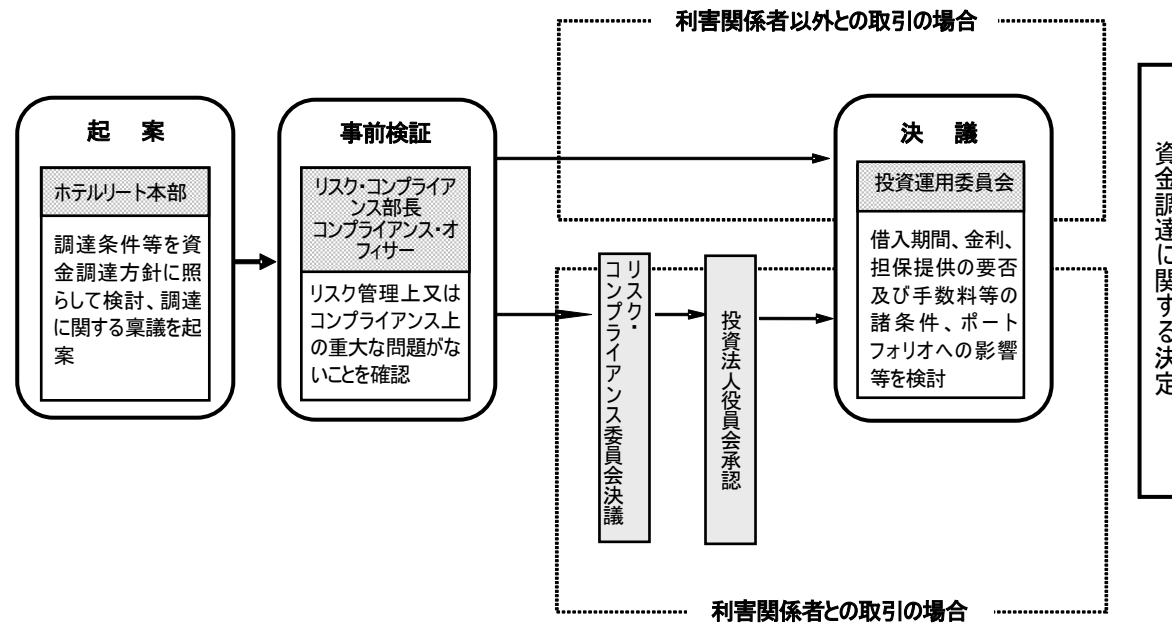 利害関係者以外との取引の場合
起　案
ホテルリート本部
調達条件等を資
金調達方針に照
らして検討、調達
に関する稟議を起
案
事前検証
リスク・コンプライア
ンス部長
コンプライアンス・オ
フィサー
リスク管理上又は
コンプライアンス上
の重大な問題がな
いことを確認
リスク・
コンプライアンス委員会決議
投資法人役員会承認
決　議
投資運用委員会
借入期間、金利、
担保提供の要否
及び手数料等の
諸条件、ポート
フォリオへの影響
等を検討
資金調達に関する決定
利害関係者との取引の場合